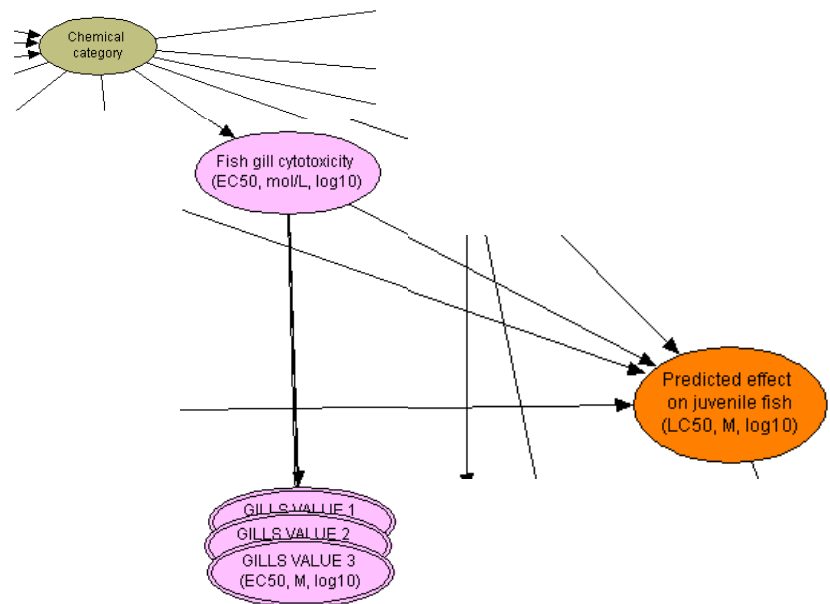 Chemical
category
Fish gill cytotoxicity
(EC50, mol/L, log10)
Predicted effect
on juvenile fish
(LC50, M, log10)
GILLS VALUE 1
GILLS VALUE 2
GILLS VALUE 3
(EC50, M, log10)